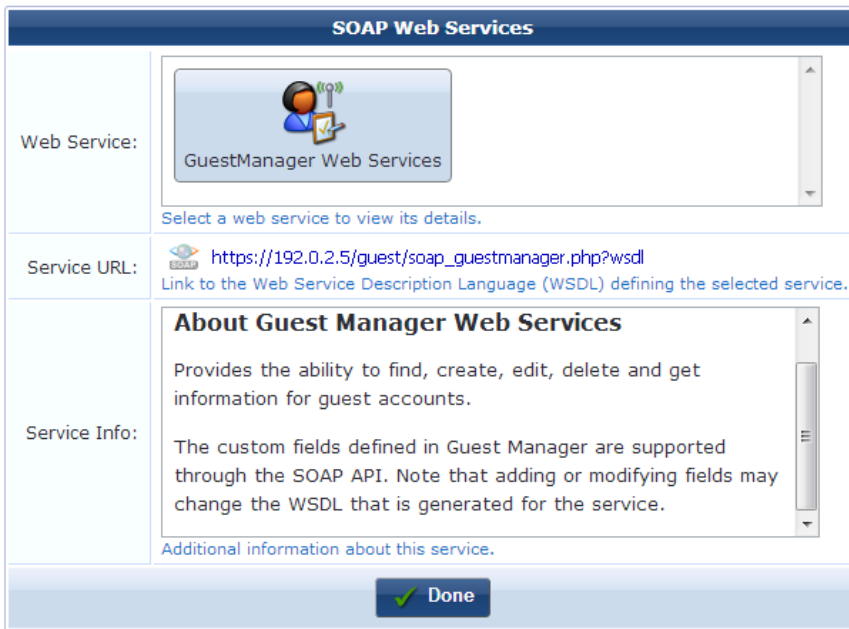 SOAP Web Services
Web Service:
GuestManager Web Services
Select a web service to view its details.
Service URL:
SOAP
https://192.0.2.5/guest/soap_guestmanager.php?wsdl
Link to the Web Service Description Language (WSDL) defining the selected service.
Service Info:
About Guest Manager Web Services
Provides the ability to find, create, edit, delete and get
information for guest accounts.
The custom fields defined in Guest Manager are supported
through the SOAP API. Note that adding or modifying fields may
change the WSDL that is generated for the service.
Additional information about this service.
Done